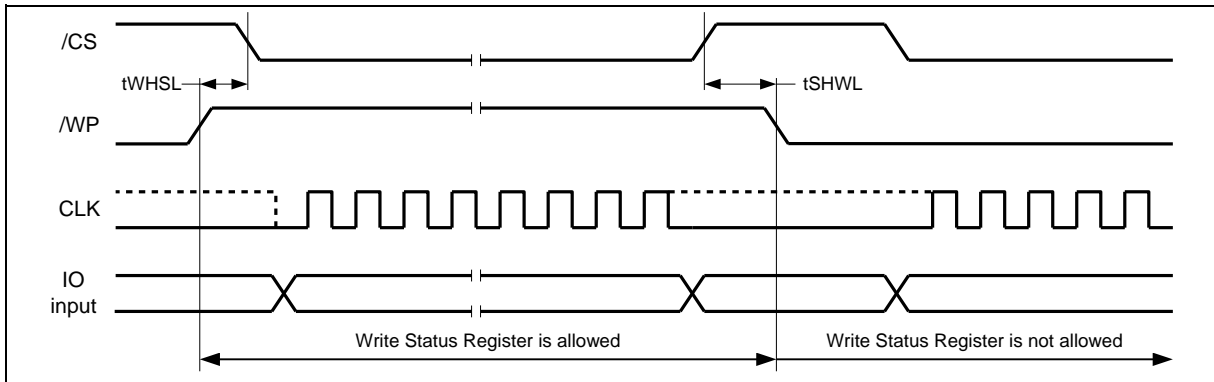 /CS
tWHSL
tSHWL
/WP
CLK
IO
input
Write Status Register is allowed
Write Status Register is not allowed